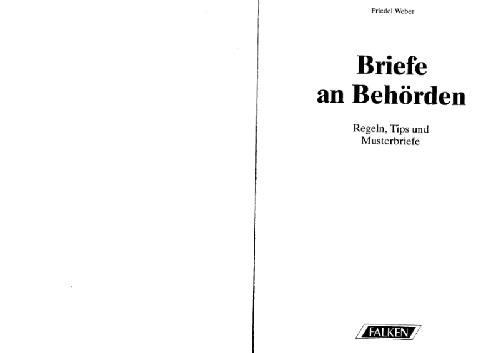 Friedel Weber
Briefe
an Behörden
Regeln, Tips und
Musterbriefe
FALKEN